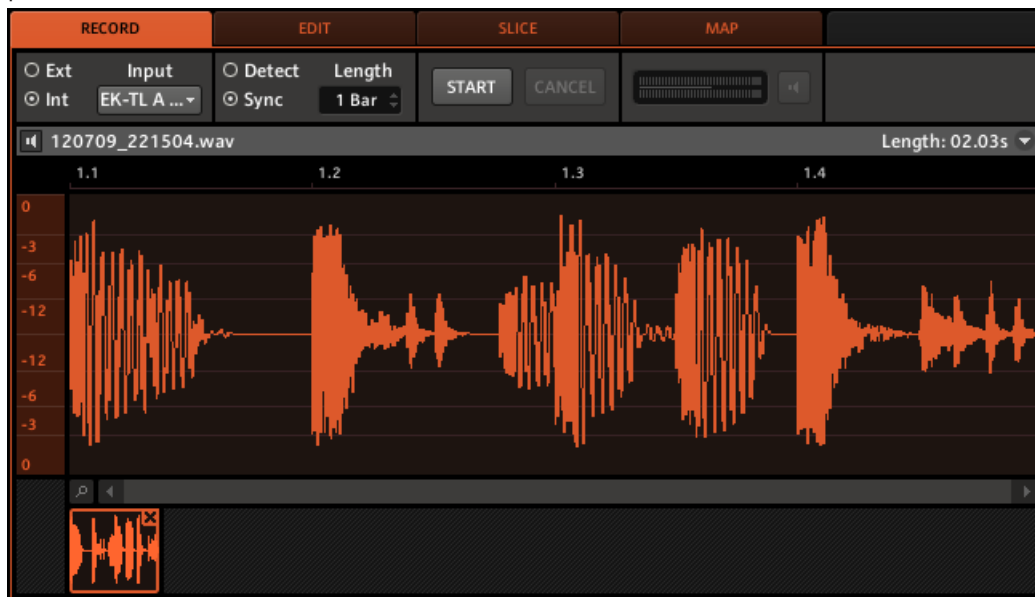 RECORD EDIT SLICE MAP
Ext Input Detect Length
Int EK-TL A ... Sync 1 Bar START CANCEL
120709_221504.wav Length: 02.03s
1.1 1.2 1.3 1.4
0
-3
-6
-12
-12
-6
-3
0